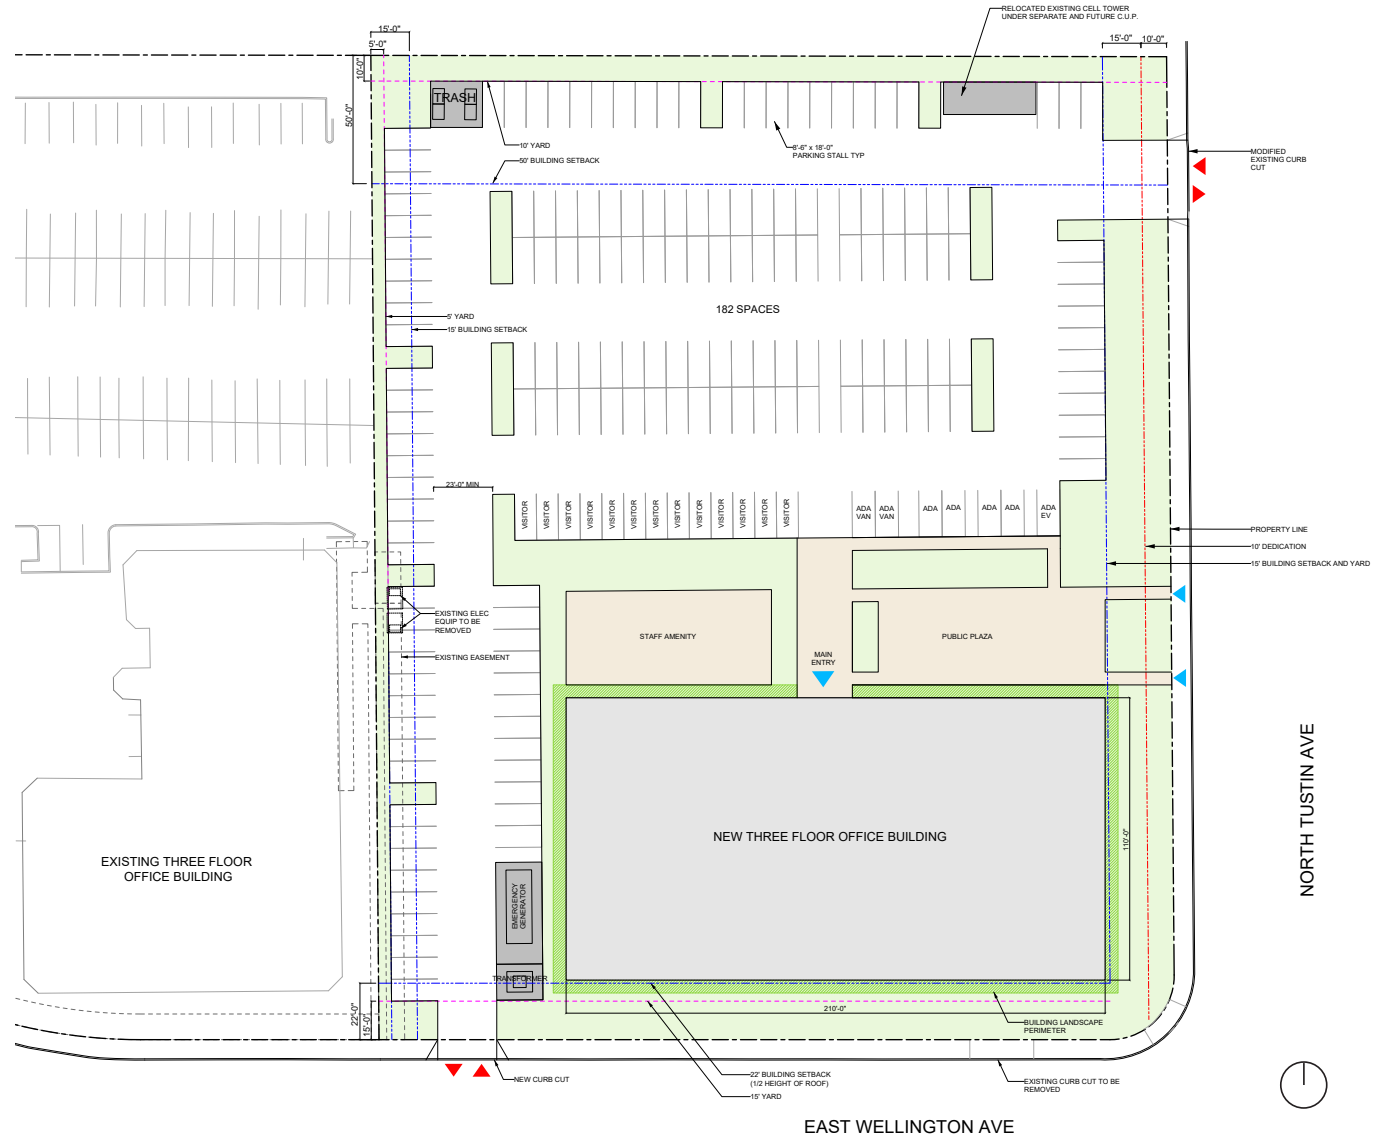 RELOCATED EXISTING CELL TOWER
UNDER SEPARATE AND FUTURE C.U.P.
15'-0"
5'-0"
15'-0"
10'-0"
10'-0"
50'-0"
TRASH
10' YARD
50' BUILDING SETBACK
8'-6" x 18'-0"
PARKING STALL TYP
MODIFIED
EXISTING CURB
CUT
182 SPACES
5' YARD
15' BUILDING SETBACK
23'-0" MIN
VISITOR
VISITOR
VISITOR
VISITOR
VISITOR
VISITOR
VISITOR
VISITOR
VISITOR
VISITOR
VISITOR
VISITOR
VISITOR
ADA
VAN
ADA
VAN
ADA
ADA
ADA
ADA
ADA
EV
PROPERTY LINE
10' DEDICATION
15' BUILDING SETBACK AND YARD
EXISTING ELEC
EQUIP TO BE
REMOVED
EXISTING EASEMENT
STAFF AMENITY
PUBLIC PLAZA
MAIN
ENTRY
NORTH TUSTIN AVE
NEW THREE FLOOR OFFICE BUILDING
110'-0"
EXISTING THREE FLOOR
OFFICE BUILDING
EMERGENCY
GENERATOR
TRANSFORMER
22'-0"
15'-0"
210'-0"
BUILDING LANDSCAPE
PERIMETER
NEW CURB CUT
22' BUILDING SETBACK
(1/2 HEIGHT OF ROOF)
15' YARD
EXISTING CURB CUT TO BE
REMOVED
EAST WELLINGTON AVE